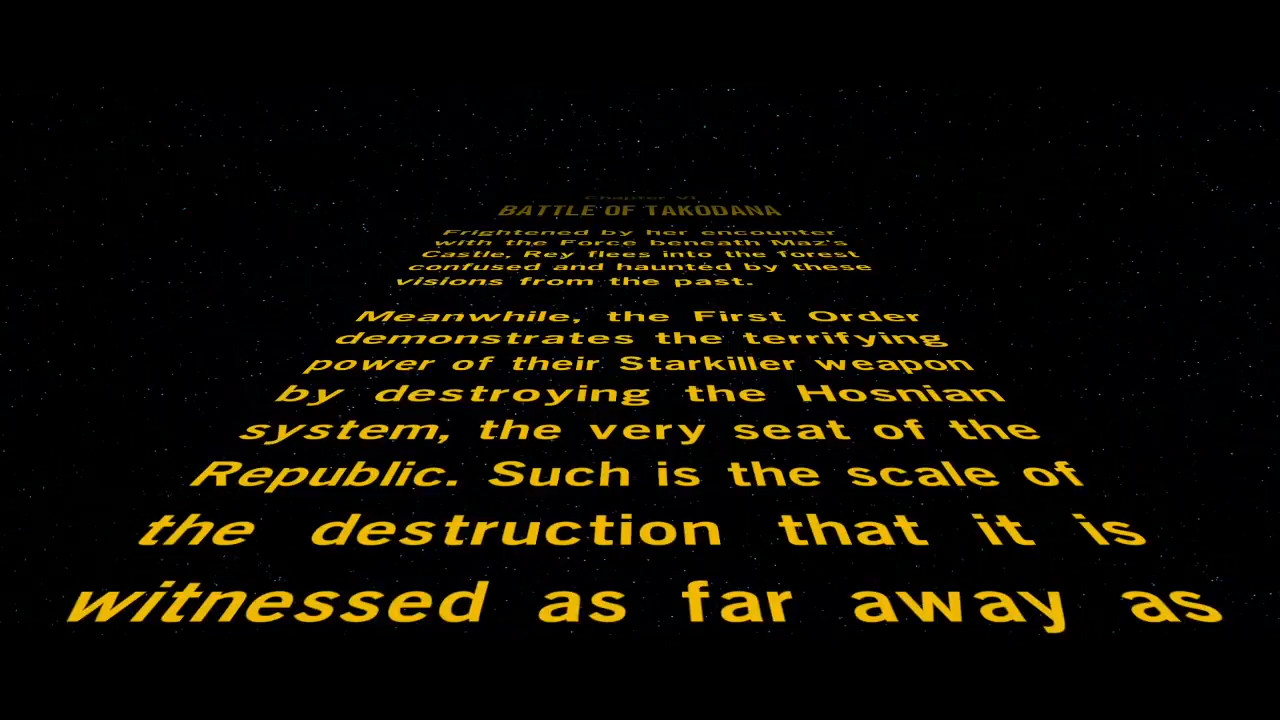 Chapter VI
BATTLE OF TAKODANA
Frightened by her encounter
with the Force beneath Maz's
Castle, Rey flees into the forest
confused and haunted by these
visions from the past.
Meanwhile, the First Order
demonstrates the terrifying
power of their Starkiller weapon
by destroying the Hosnian
system, the very seat of the
Republic. Such is the scale of
the destruction that it is
witnessed as far away as